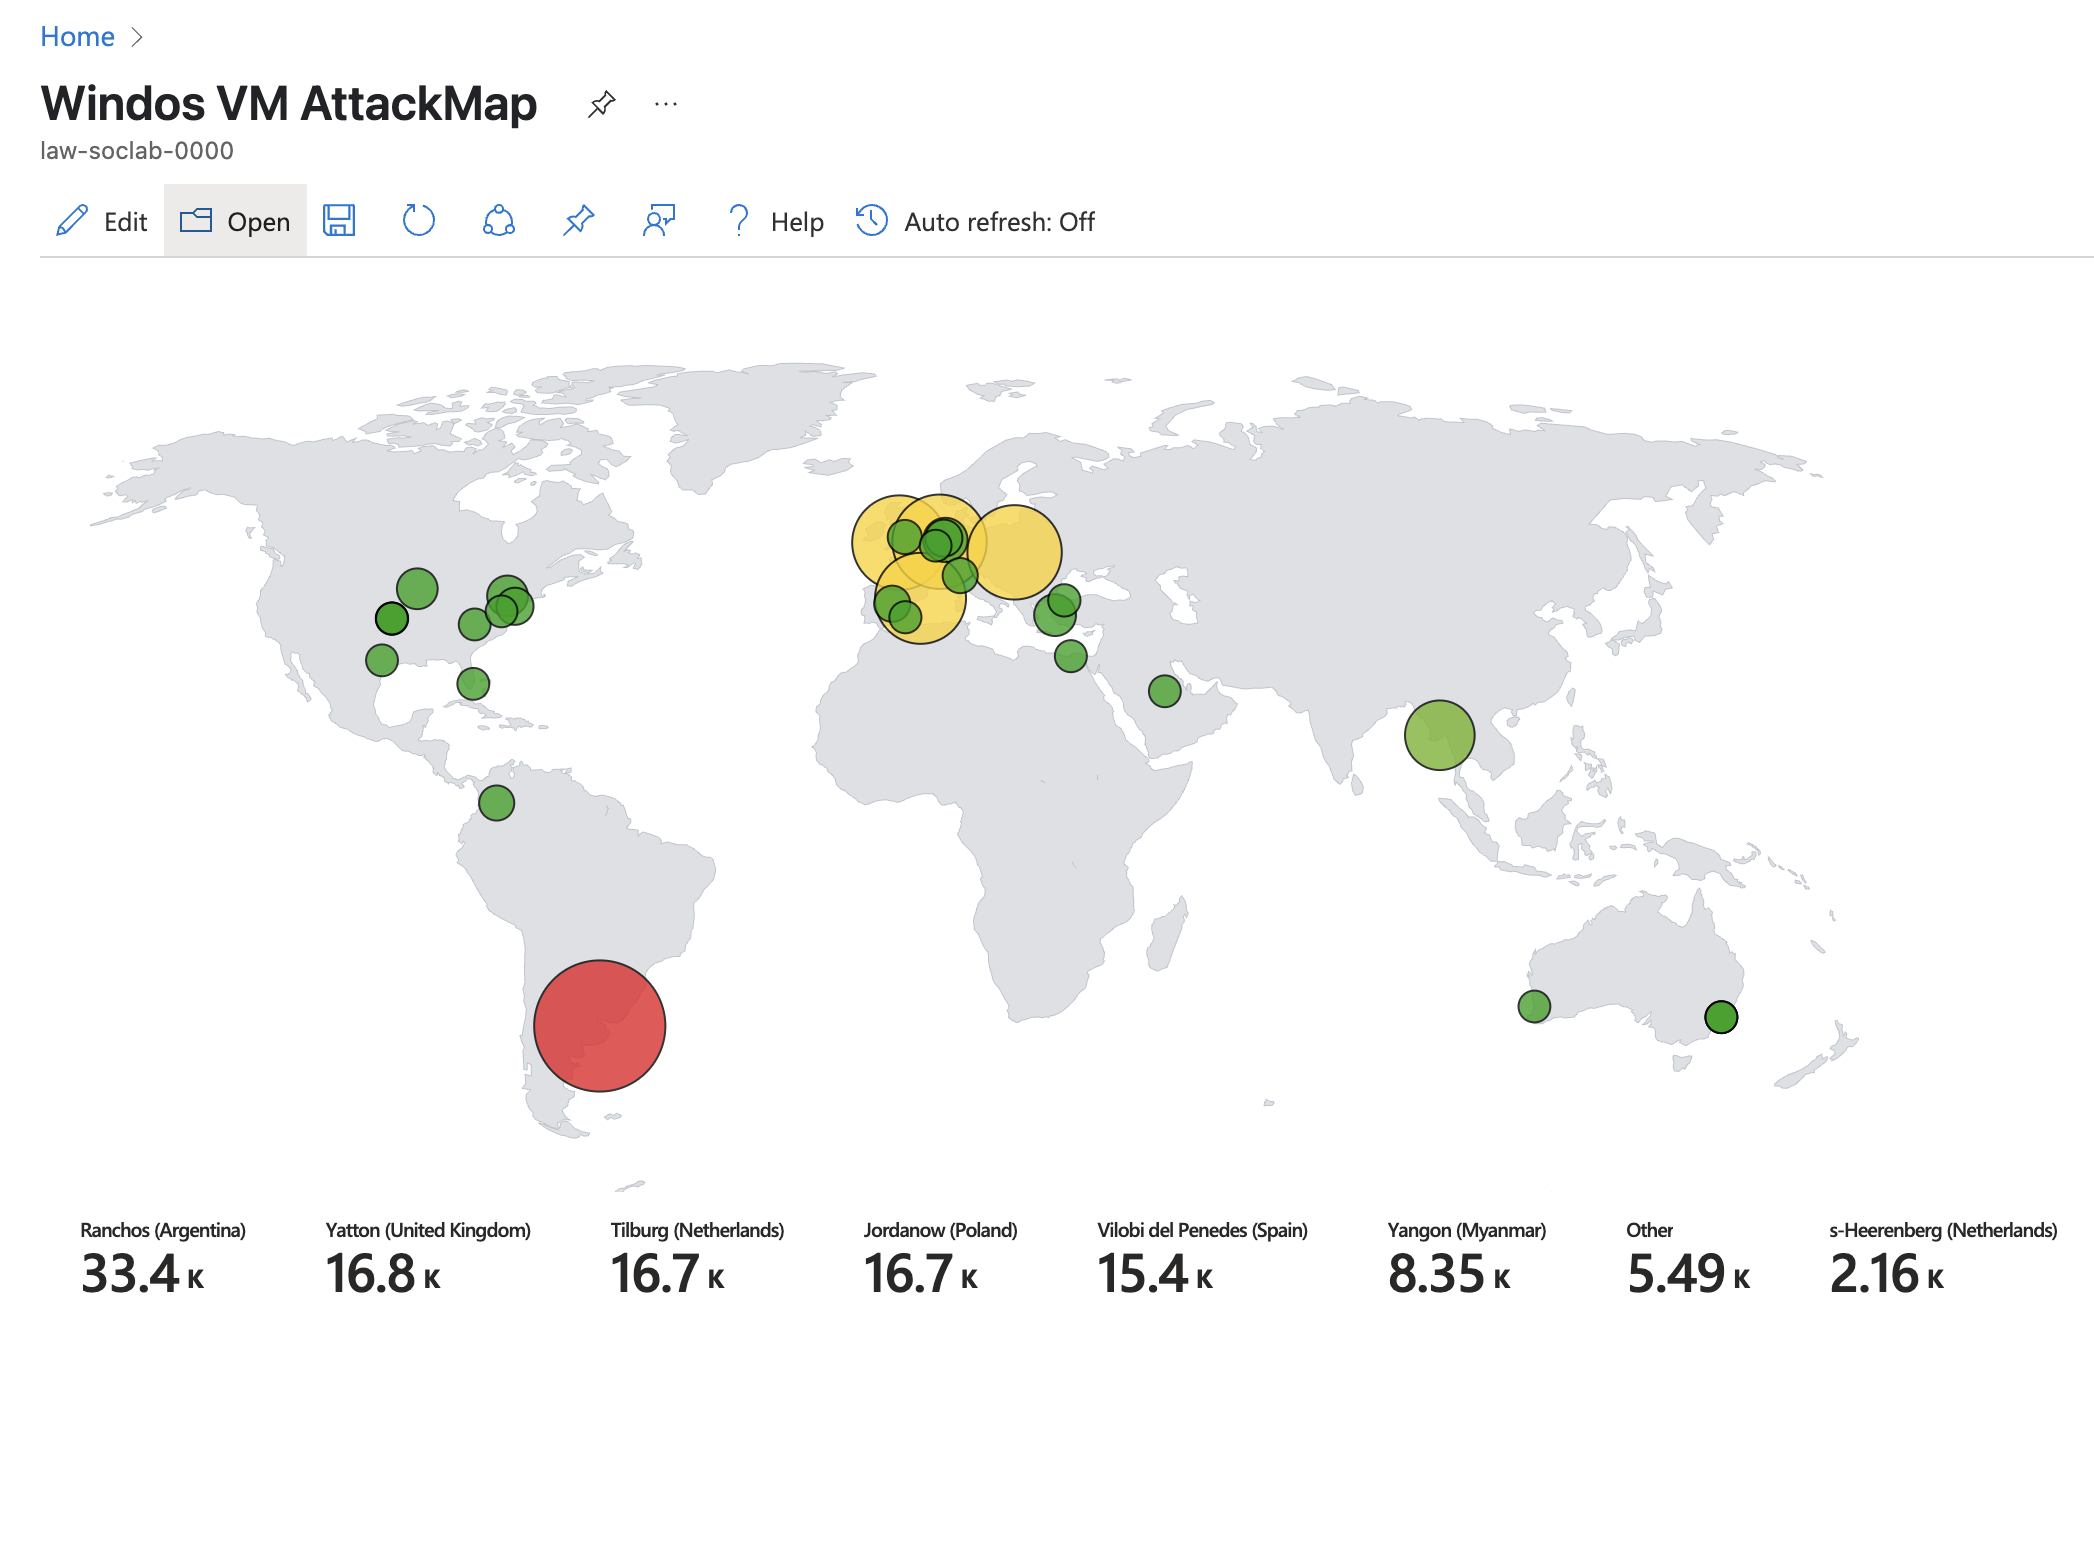 Home
Windos VM AttackMap
law-soclab-0000
Edit Open Help Auto refresh: Off
Ranchos (Argentina) Yatton (United Kingdom) Tilburg (Netherlands) Jordanow (Poland) Vilobi del Penedes (Spain) Yangon (Myanmar) Other s-Heerenberg (Netherlands)
33.4 K 16.8 K 16.7 K 16.7 K 15.4 K 8.35 K 5.49 K 2.16 K